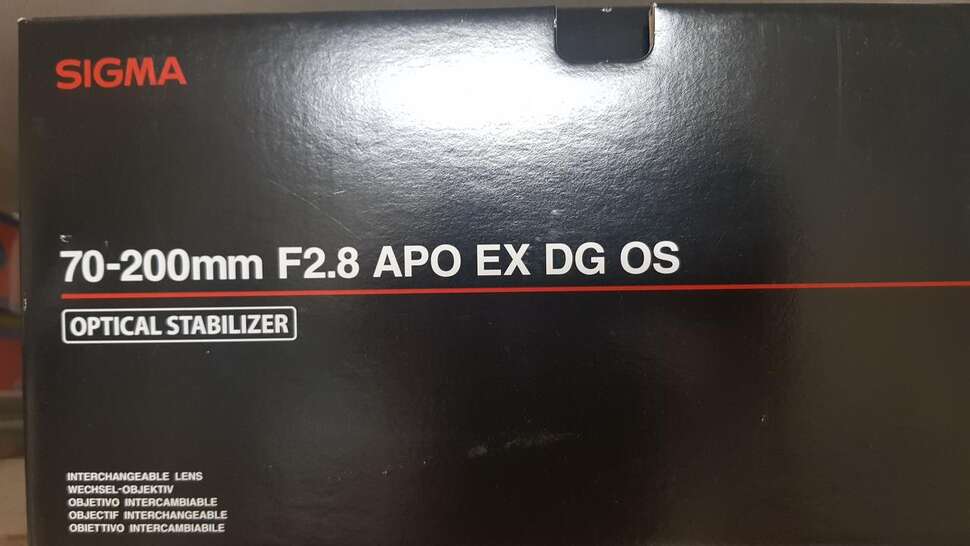 SIGMA
70-200mm F2.8 APO EX DG OS
OPTICAL STABILIZER
INTERCHANGEABLE LENS
WECHSEL-OBJEKTIV
OBJETIVO INTERCAMBIABLE
OBJECTIF INTERCHANGEABLE
OBIETTIVO INTERCAMBIABILE